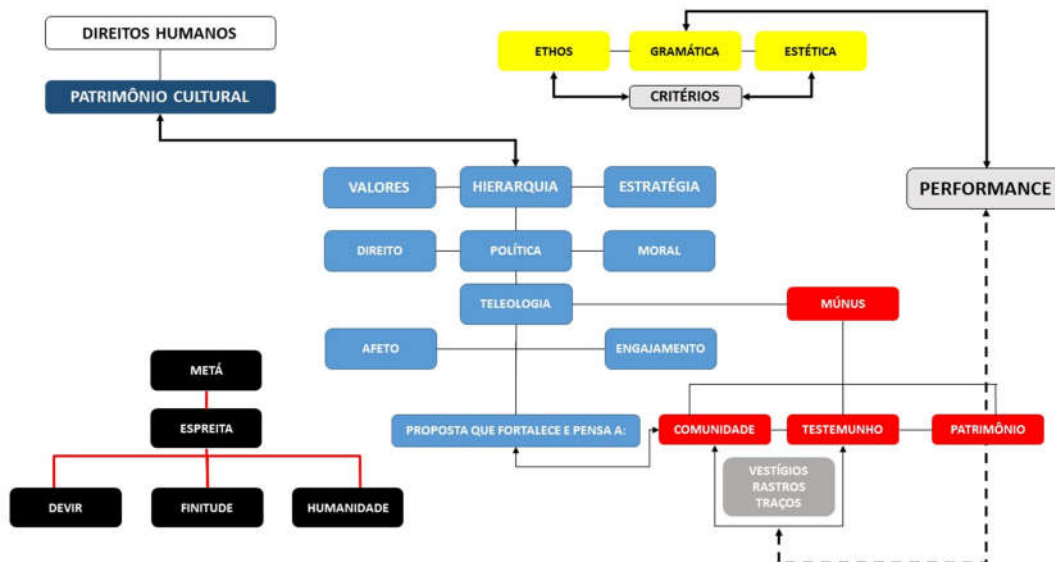 DIREITOS HUMANOS
PATRIMÔNIO CULTURAL
ETHOS
GRAMÁTICA
ESTÉTICA
CRITÉRIOS
PERFORMANCE
VALORES
HIERARQUIA
ESTRATÉGIA
DIREITO
POLÍTICA
MORAL
TELEOLOGIA
MÚNUS
AFETO
ENGAJAMENTO
METÁ
ESPREITA
DEVIR
FINITUDE
HUMANIDADE
PROPOSTA QUE FORTALECE E PENSA A:
COMUNIDADE
TESTEMUNHO
PATRIMÔNIO
VESTÍGIOS
RASTROS
TRAÇOS